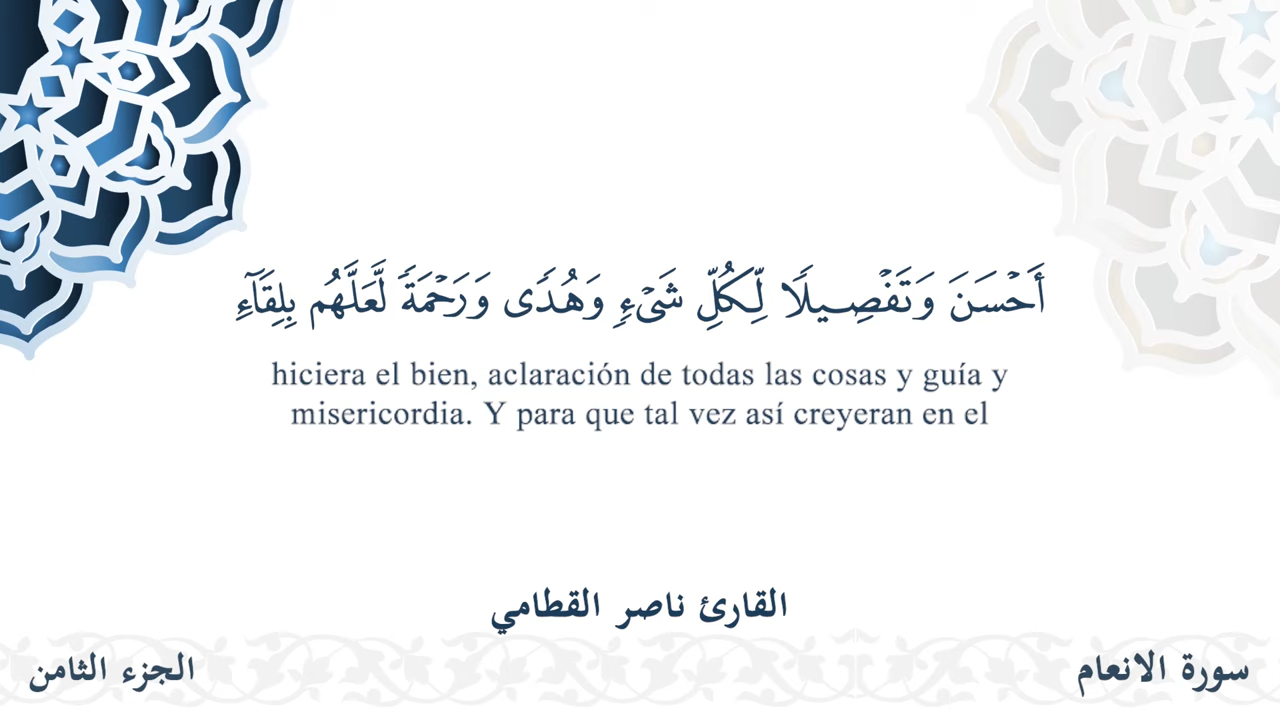 أَحۡسَنَ وَتَفۡصِيلٗا لِّكُلِّ شَيۡءٖ وَهُدٗى وَرَحۡمَةٗ لَّعَلَّهُم بِلِقَآءِ
hiciera el bien, aclaración de todas las cosas y guía y
misericordia. Y para que tal vez así creyeran en el
القارئ ناصر القطامي
سورة الانعام
الجزء الثامن